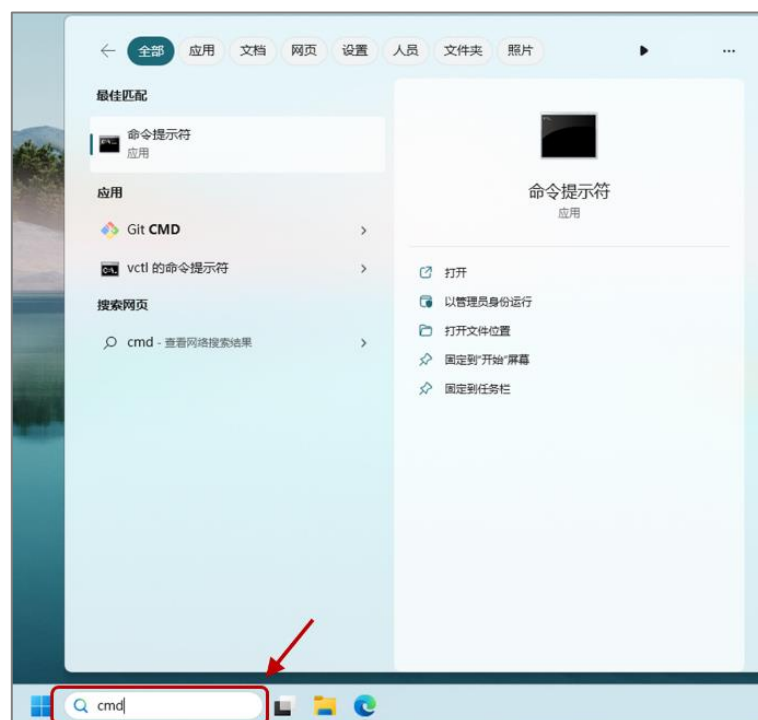 全部 应用 文档 网页 设置 人员 文件夹 照片 ...
最佳匹配
命令提示符
应用
应用
Git CMD
vctl 的命令提示符
搜索网页
cmd - 查看网络搜索结果
命令提示符
应用
打开
以管理员身份运行
打开文件位置
固定到"开始"屏幕
固定到任务栏
cmd